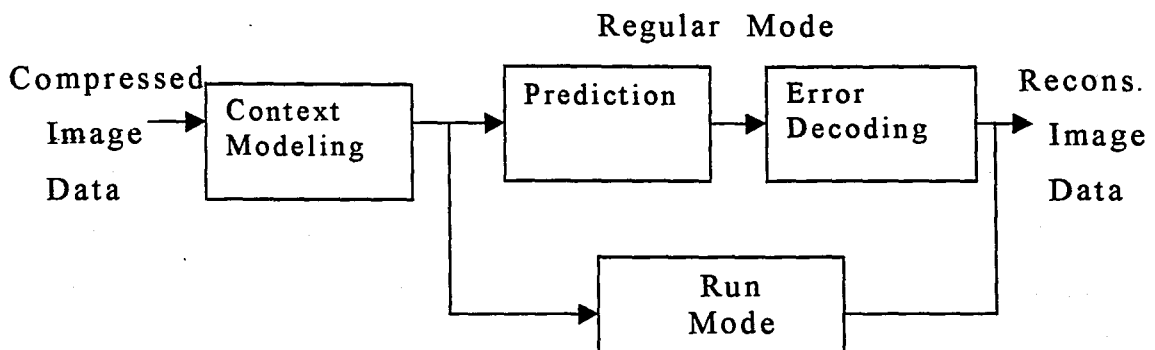 Regular Mode
Compressed
Image
Data
Context
Modeling
Prediction
Error
Decoding
Recons.
Image
Data
Run
Mode